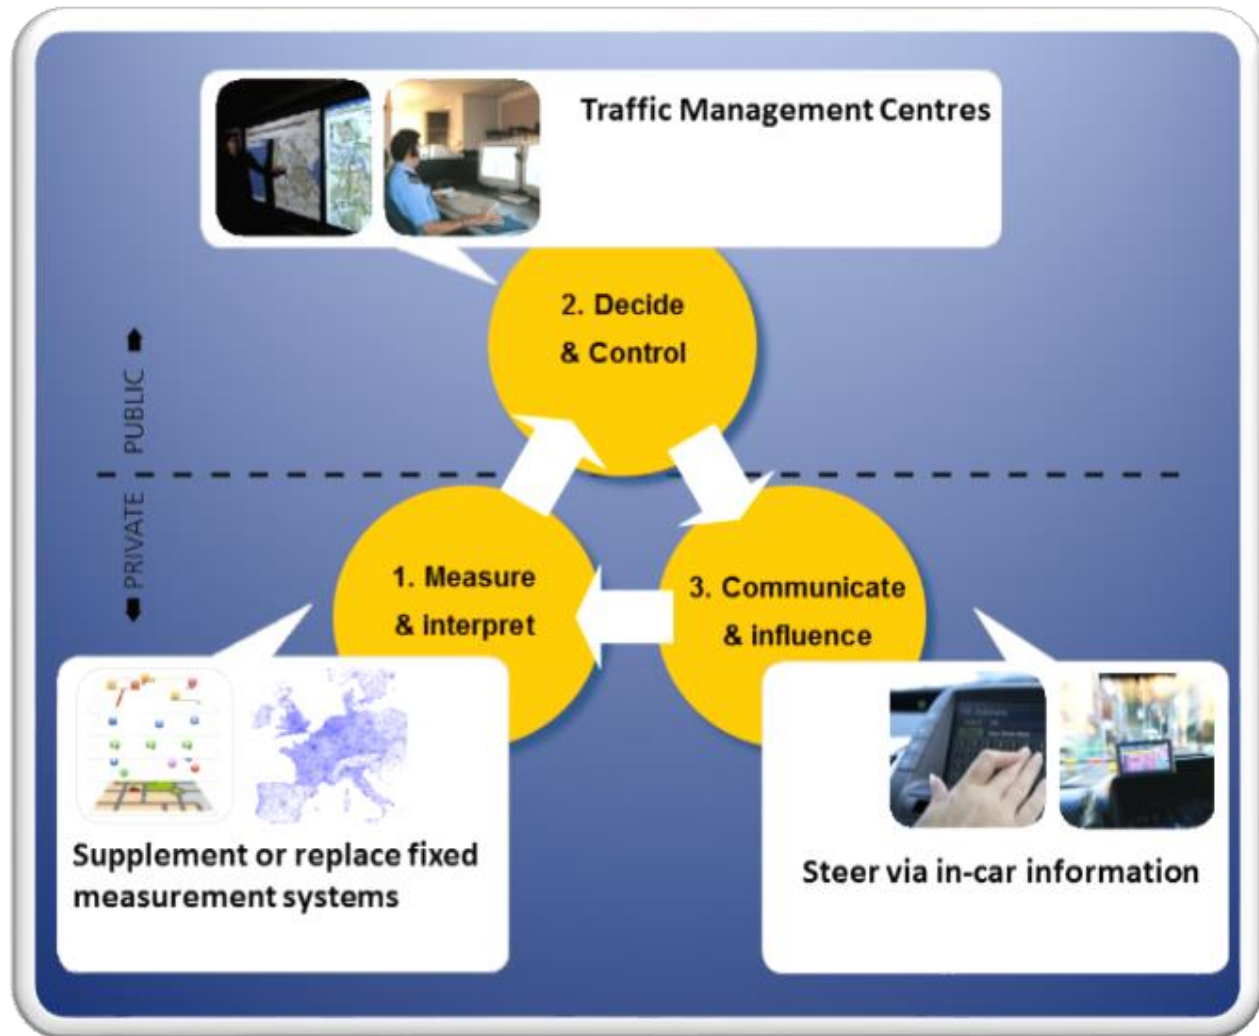 Traffic Management Centres
2. Decide
& Control
PUBLIC
PRIVATE
1. Measure
& interpret
3. Communicate
& influence
Supplement or replace fixed
measurement systems
Steer via in-car information